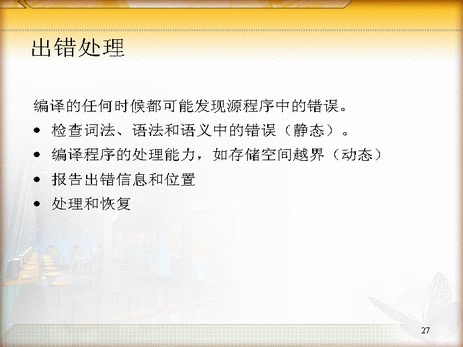 出错处理
编译的任何时候都可能发现源程序中的错误。
• 检查词法、语法和语义中的错误（静态）。
• 编译程序的处理能力，如存储空间越界（动态）
• 报告出错信息和位置
• 处理和恢复
27